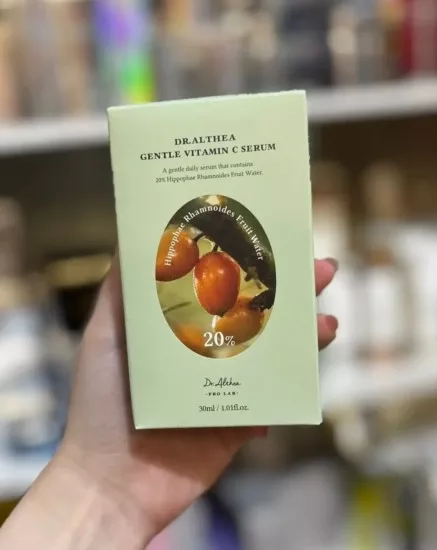 DR.ALTHEA
GENTLE VITAMIN C SERUM
A gentle daily serum that contains
20% Hippophae Rhamnoides Fruit Water.
Hippophae Rhamnoides Fruit Water
20%
Dr.Althea
-PRO LAB-
30ml / 1.01fl.oz.